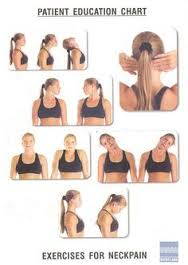 PATIENT EDUCATION CHART
EXERCISES FOR NECKPAIN